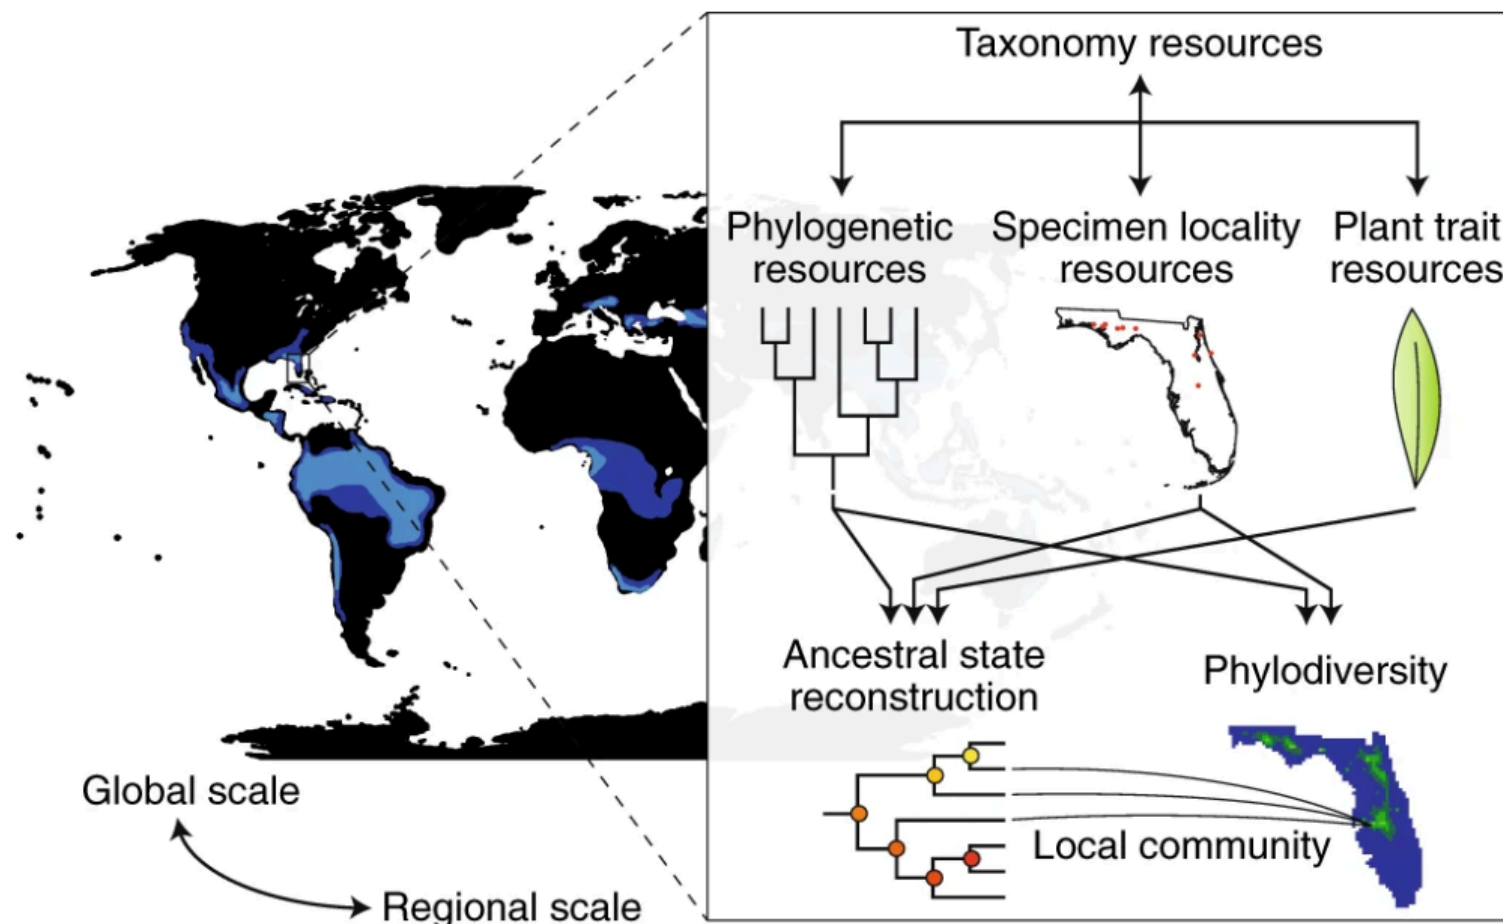 Taxonomy resources
Phylogenetic
resources
Specimen locality
resources
Plant trait
resources
Ancestral state
reconstruction
Phylodiversity
Local community
Global scale
Regional scale